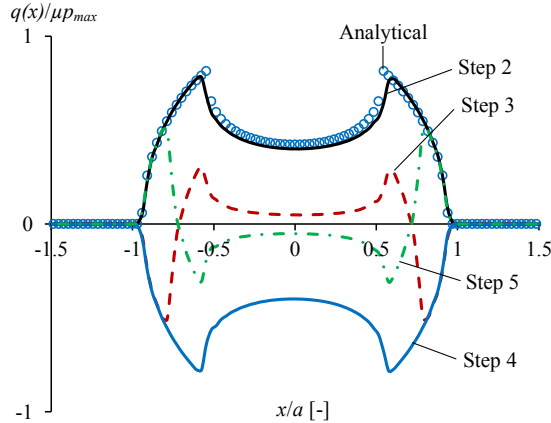 q(x)/μp_max
1
Analytical
Step 2
Step 3
0
-1.5
-1
-0.5
0
0.5
1
1.5
Step 5
Step 4
-1
x/a [-]